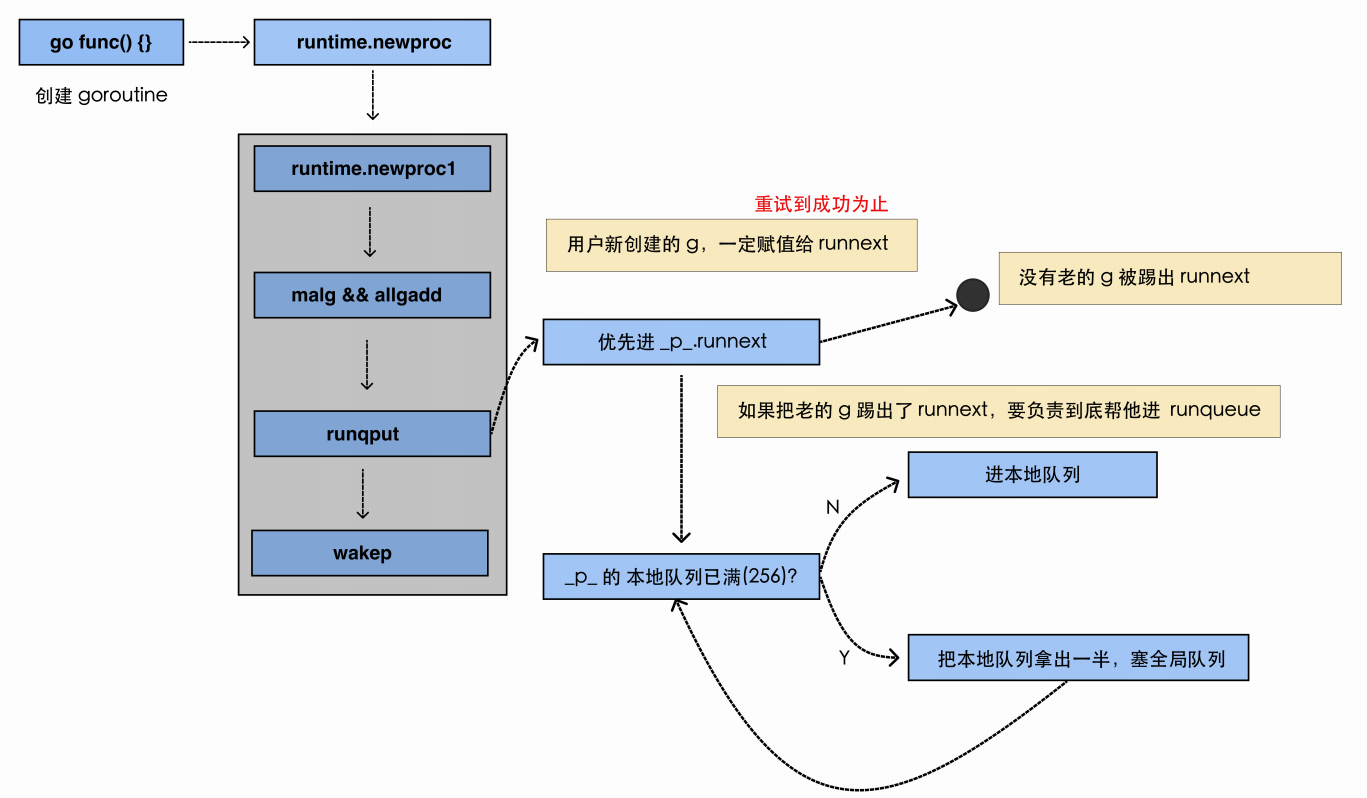 go func() {}
runtime.newproc
创建 goroutine
runtime.newproc1
malg && allgadd
runqput
wakep
重试到成功为止
用户新创建的 g，一定赋值给 runnext
没有老的 g 被踢出 runnext
优先进 _p_.runnext
如果把老的 g 踢出了 runnext，要负责到底帮他进 runqueue
进本地队列
N
_p_ 的 本地队列已满(256)?
Y
把本地队列拿出一半，塞全局队列